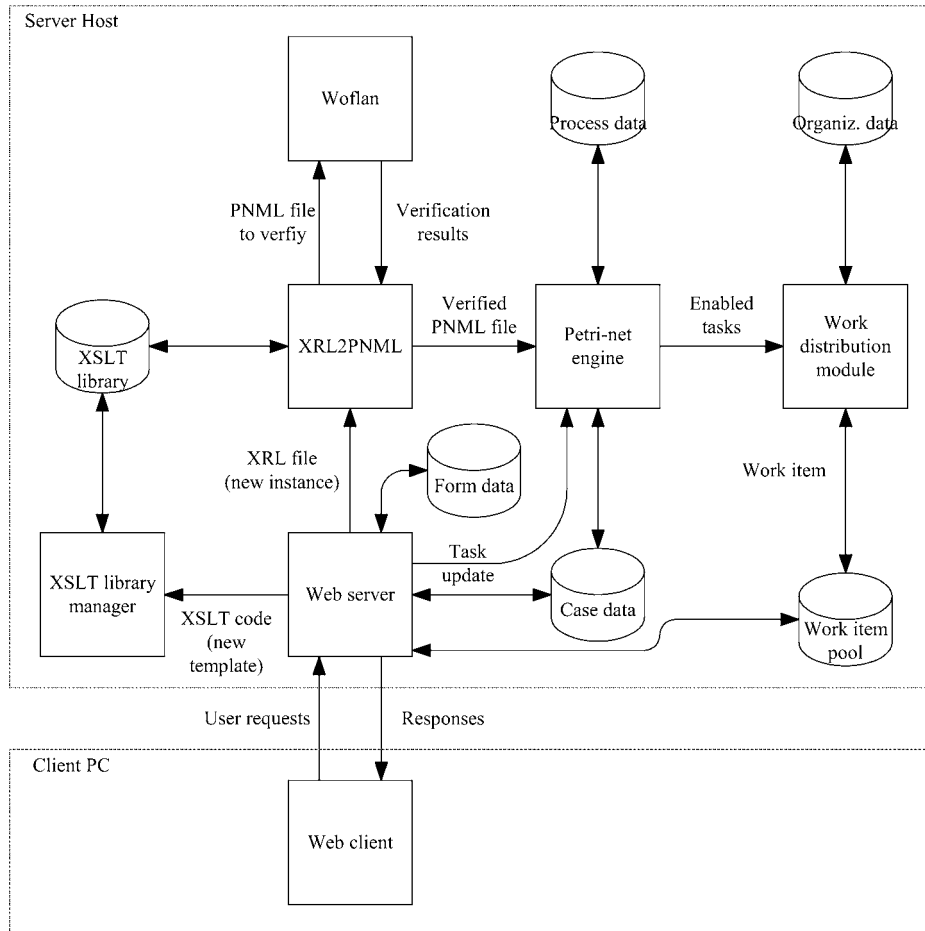 Server Host
Woflan
Process data
Organiz. data
PNML file
to verfiy
Verification
results
XSLT
library
XRL2PNML
Verified
PNML file
Petri-net
engine
Enabled
tasks
Work
distribution
module
XRL file
(new instance)
Form data
Work item
XSLT library
manager
XSLT code
(new
template)
Web server
Task
update
Case data
Work item
pool
User requests
Responses
Client PC
Web client